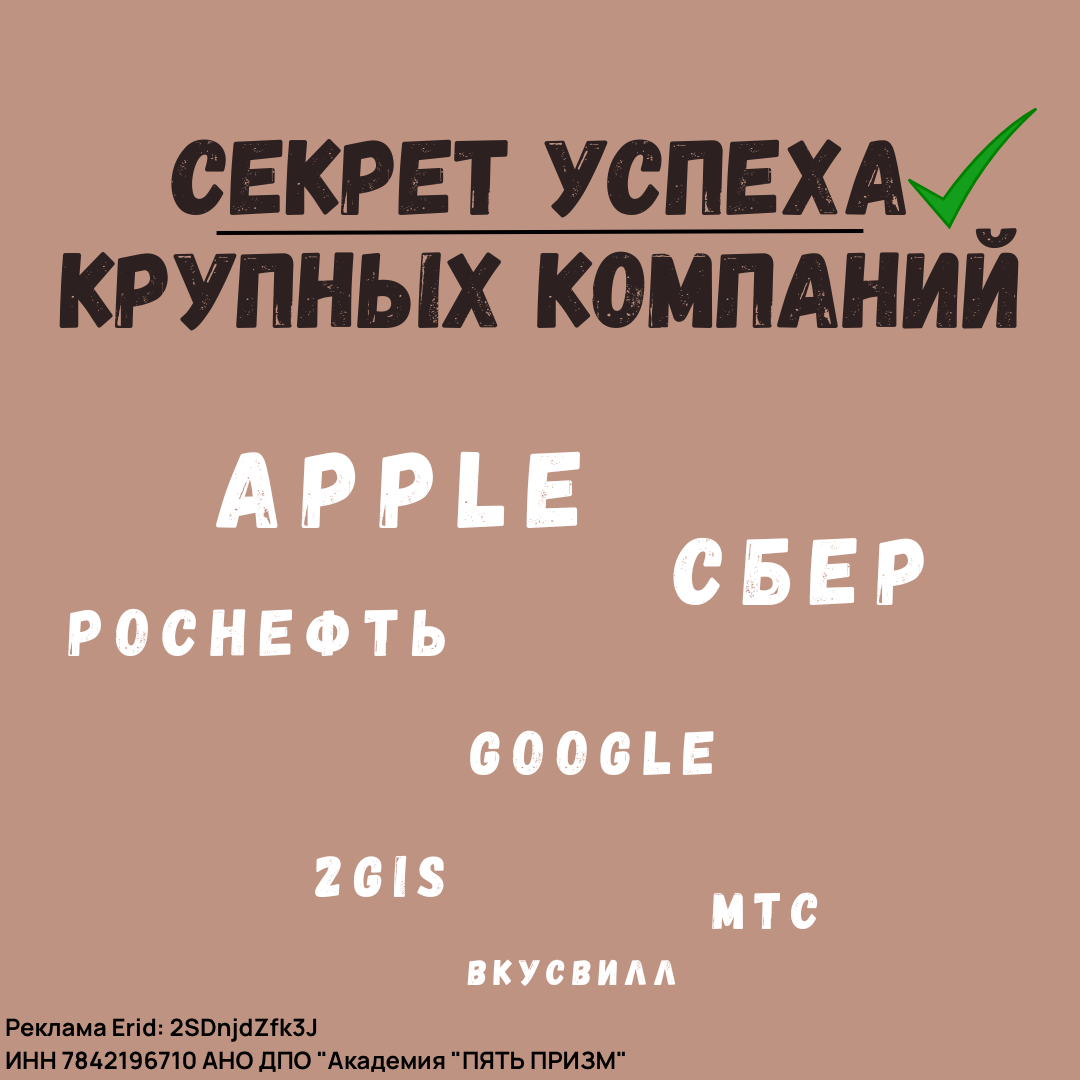 СЕКРЕТ УСПЕХА
КРУПНЫХ КОМПАНИЙ
APPLE
СБЕР
РОСНЕФТЬ
GOOGLE
2GIS
МТС
ВКУСВИЛЛ
Реклама Erid: 2SDnjdZfk3J
ИНН 7842196710 АНО ДПО "Академия "ПЯТЬ ПРИЗМ"